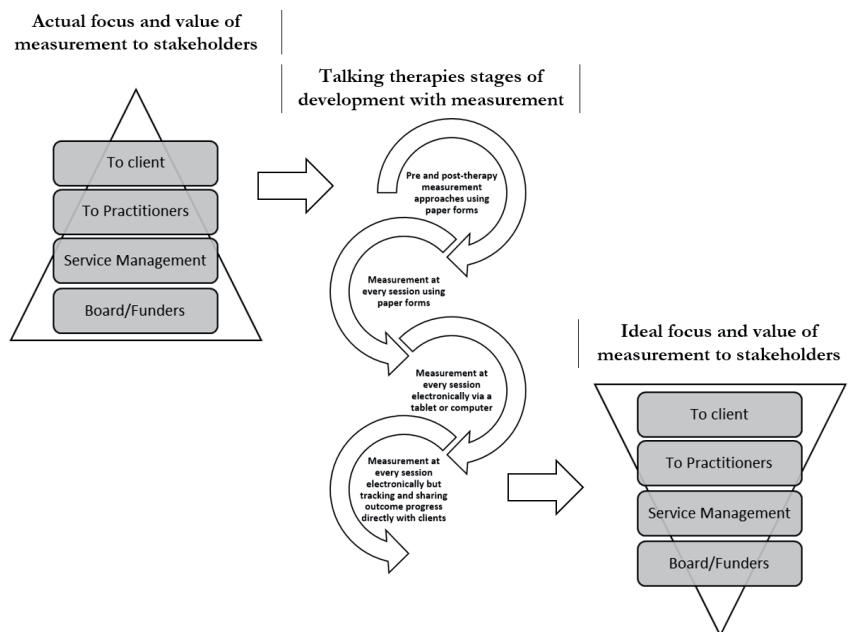 Actual focus and value of
measurement to stakeholders
To client
To Practitioners
Service Management
Board/Funders
Talking therapies stages of
development with measurement
Pre and post-therapy
measurement
approaches using
paper forms
Measurement at
every session using
paper forms
Measurement at
every session
electronically via a
tablet or computer
Measurement at
every session
electronically but
tracking and sharing
outcome progress
directly with clients
Ideal focus and value of
measurement to stakeholders
To client
To Practitioners
Service Management
Board/Funders